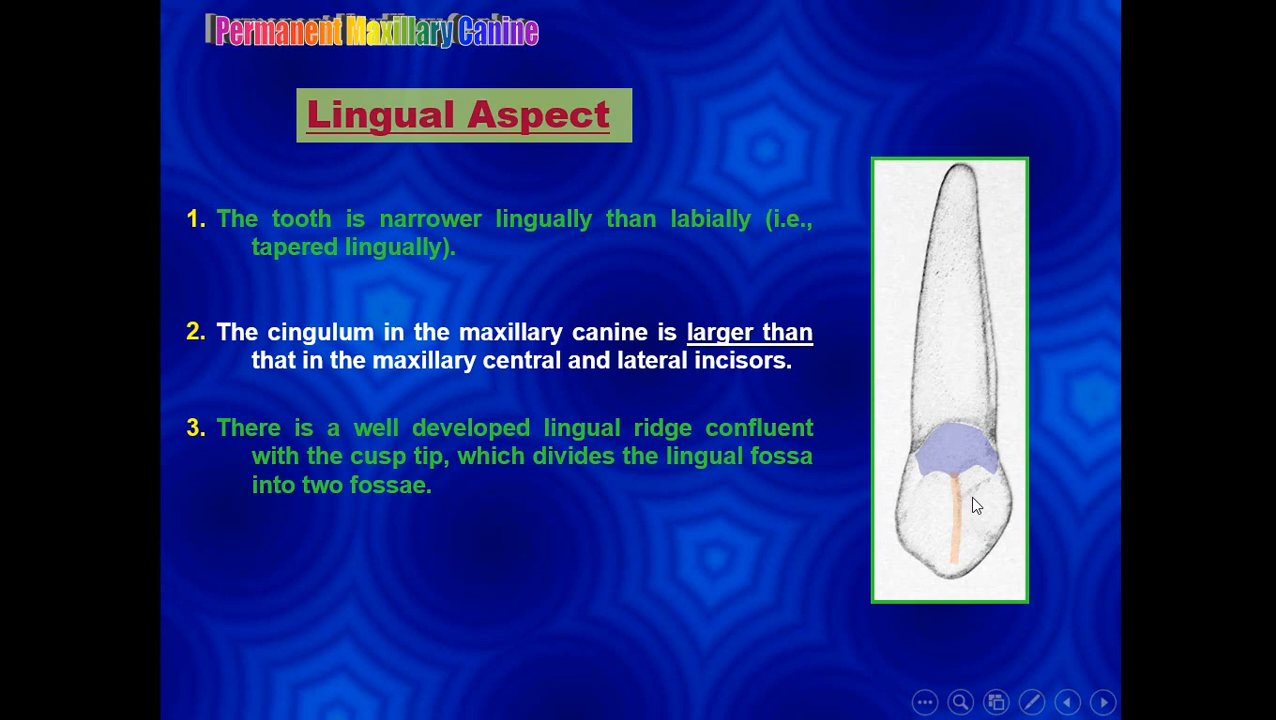 Permanent Maxillary Canine
Lingual Aspect
1. The tooth is narrower lingually than labially (i.e.,
tapered lingually).
2. The cingulum in the maxillary canine is larger than
that in the maxillary central and lateral incisors.
3. There is a well developed lingual ridge confluent
with the cusp tip, which divides the lingual fossa
into two fossae.